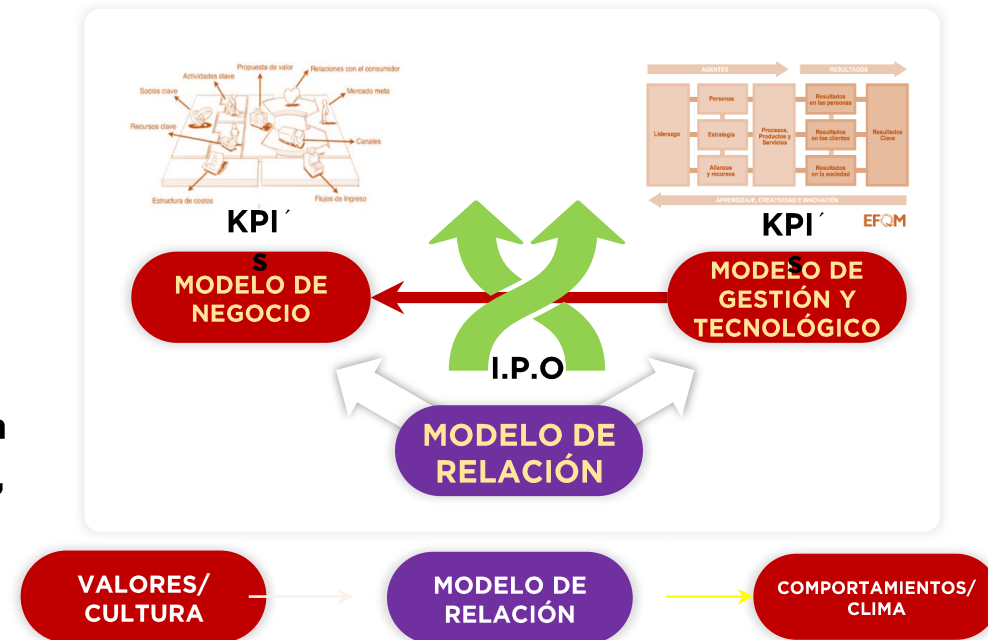 Propuesta de valor
Relaciones con el consumidor
Actividades clave
Socios clave
Mercado meta
Recursos clave
Canales
Estructura de costos
Flujos de Ingreso
AGENTES
RESULTADOS
Liderazgo
Personas
Estrategia
Alianzas
y recursos
Procesos,
Productos y
Servicios
Resultados
en las personas
Resultados
en los clientes
Resultados
en la sociedad
Resultados
Clave
APRENDIZAJE, CREATIVIDAD E INNOVACIÓN
EFQM
KPI´
s
MODELO DE
NEGOCIO
KPI´
s
MODELO DE
GESTIÓN Y
TECNOLÓGICO
I.P.O
MODELO DE
RELACIÓN
VALORES/
CULTURA
MODELO DE
RELACIÓN
COMPORTAMIENTOS/
CLIMA